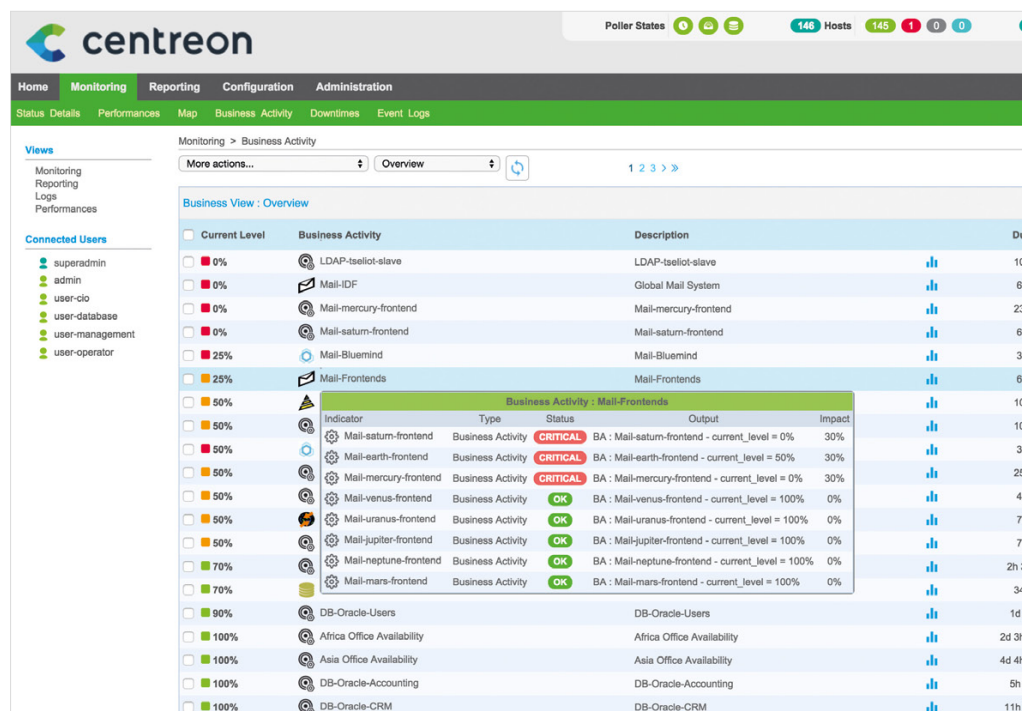 centreon
Poller States 146 Hosts 145 1 0 0
Home Monitoring Reporting Configuration Administration
Status Details Performances Map Business Activity Downtimes Event Logs
Monitoring > Business Activity
Views
Monitoring
Reporting
Logs
Performances
Connected Users
superadmin
admin
user-cio
user-database
user-management
user-operator
More actions... Overview 1 2 3
Business View : Overview
Current Level Business Activity Description
0% LDAP-tseliot-slave LDAP-tseliot-slave
0% Mail-IDF Global Mail System
0% Mail-mercury-frontend Mail-mercury-frontend
0% Mail-saturn-frontend Mail-saturn-frontend
25% Mail-Bluemind Mail-Bluemind
25% Mail-Frontends Mail-Frontends
50%
50%
50%
50%
50%
50%
50%
70% 2h
70%
Business Activity : Mail-Frontends
Indicator Type Status Output Impact
Mail-saturn-frontend Business Activity CRITICAL BA : Mail-saturn-frontend - current_level = 0% 30%
Mail-earth-frontend Business Activity CRITICAL BA : Mail-earth-frontend - current_level = 50% 30%
Mail-mercury-frontend Business Activity CRITICAL BA : Mail-mercury-frontend - current_level = 0% 30%
Mail-venus-frontend Business Activity OK BA : Mail-venus-frontend - current_level = 100% 0%
Mail-uranus-frontend Business Activity OK BA : Mail-uranus-frontend - current_level = 100% 0%
Mail-jupiter-frontend Business Activity OK BA : Mail-jupiter-frontend - current_level = 100% 0%
Mail-neptune-frontend Business Activity OK BA : Mail-neptune-frontend - current_level = 100% 0%
Mail-mars-frontend Business Activity OK BA : Mail-mars-frontend - current_level = 100% 0%
90% DB-Oracle-Users DB-Oracle-Users 1d
100% Africa Office Availability Africa Office Availability 2d
100% Asia Office Availability Asia Office Availability 4d
100% DB-Oracle-Accounting DB-Oracle-Accounting 5h
100% DB-Oracle-CRM DB-Oracle-CRM 11h